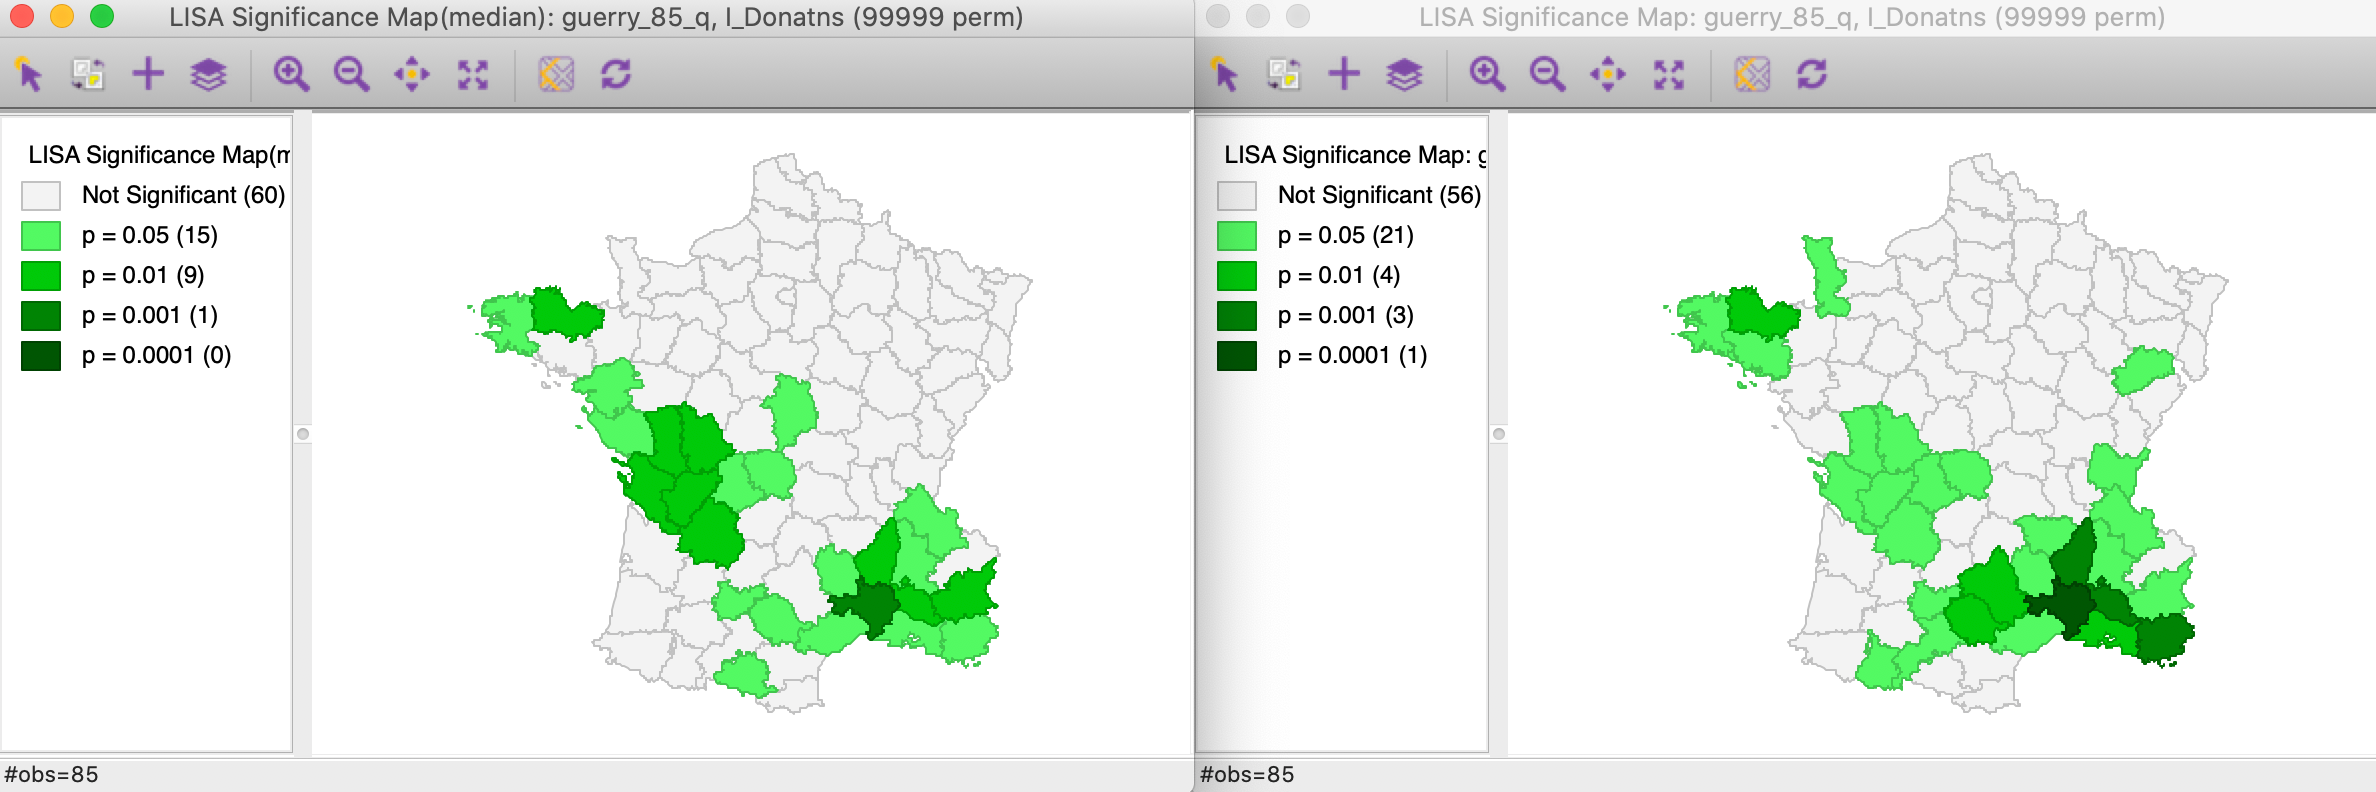 LISA Significance Map(median): guerry_85_q, I_Donatns (99999 perm)
LISA Significance Map(m
Not Significant (60)
p = 0.05 (15)
p = 0.01 (9)
p = 0.001 (1)
p = 0.0001 (0)
#obs=85
LISA Significance Map: guerry_85_q, I_Donatns (99999 perm)
LISA Significance Map: g
Not Significant (56)
p = 0.05 (21)
p = 0.01 (4)
p = 0.001 (3)
p = 0.0001 (1)
#obs=85